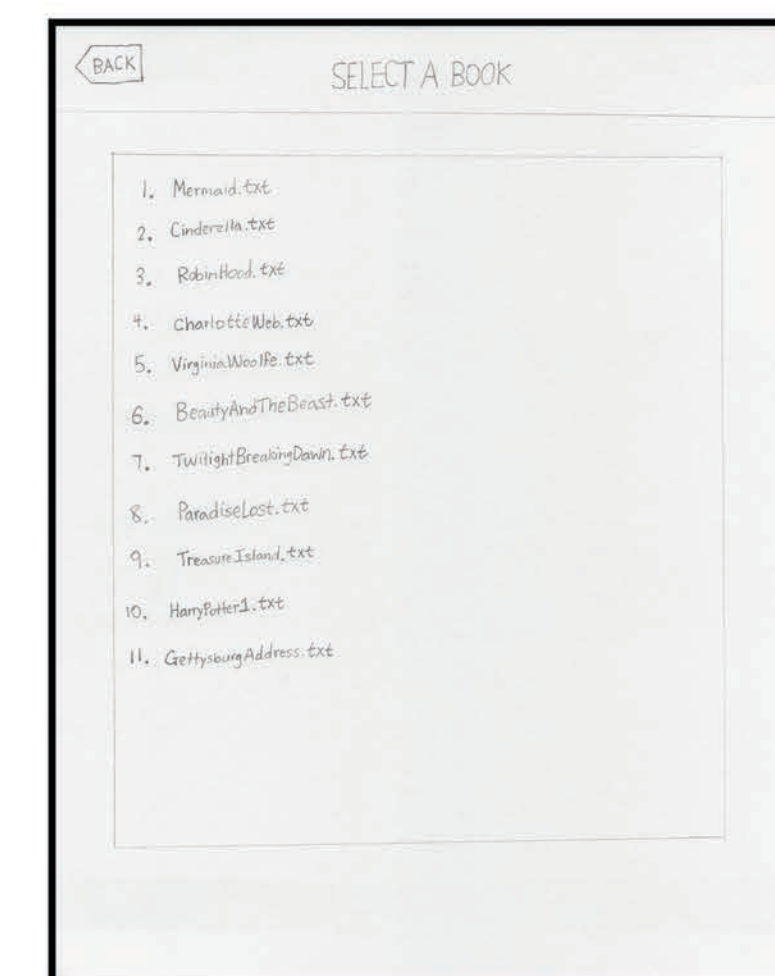 BACK
SELECT A BOOK
1. Mermaid.txt
2. Cinderella.txt
3. RobinHood.txt
4. CharlotteWeb.txt
5. VirginiaWoolfe.txt
6. BeautyAndTheBeast.txt
7. TwilightBreakingDawn.txt
8. ParadiseLost.txt
9. TreasureIsland.txt
10. HarryPotter1.txt
11. GettysburgAddress.txt